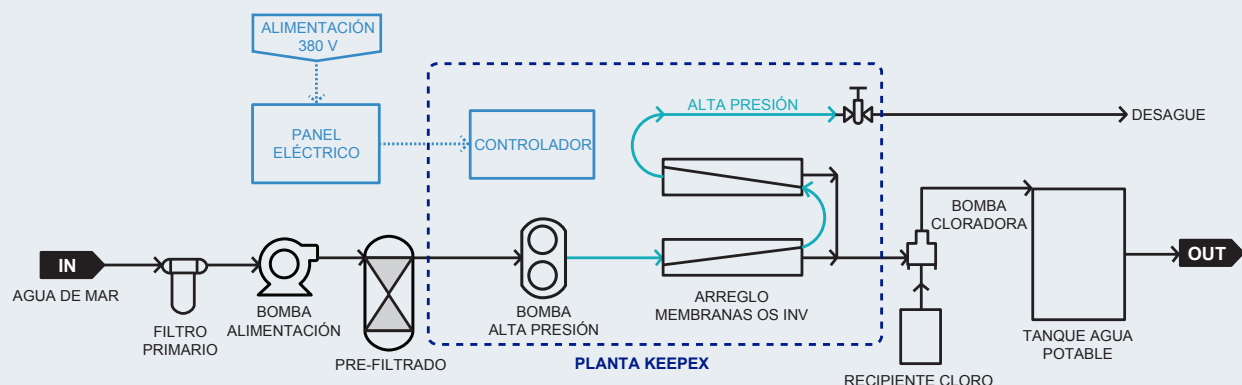 ALIMENTACIÓN
380 V
PANEL
ELÉCTRICO
CONTROLADOR
ALTA PRESIÓN
DESAGUE
IN
AGUA DE MAR
FILTRO
PRIMARIO
BOMBA
ALIMENTACIÓN
PRE-FILTRADO
BOMBA
ALTA PRESIÓN
ARREGLO
MEMBRANAS OS INV
PLANTA KEEPEX
BOMBA
CLORADORA
RECIPIENTE CLORO
TANQUE AGUA
POTABLE
OUT